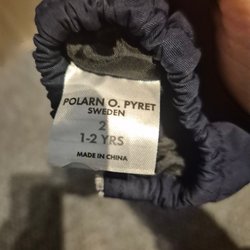 POLARN O. PYRET
SWEDEN
2
1-2 YRS
MADE IN CHINA